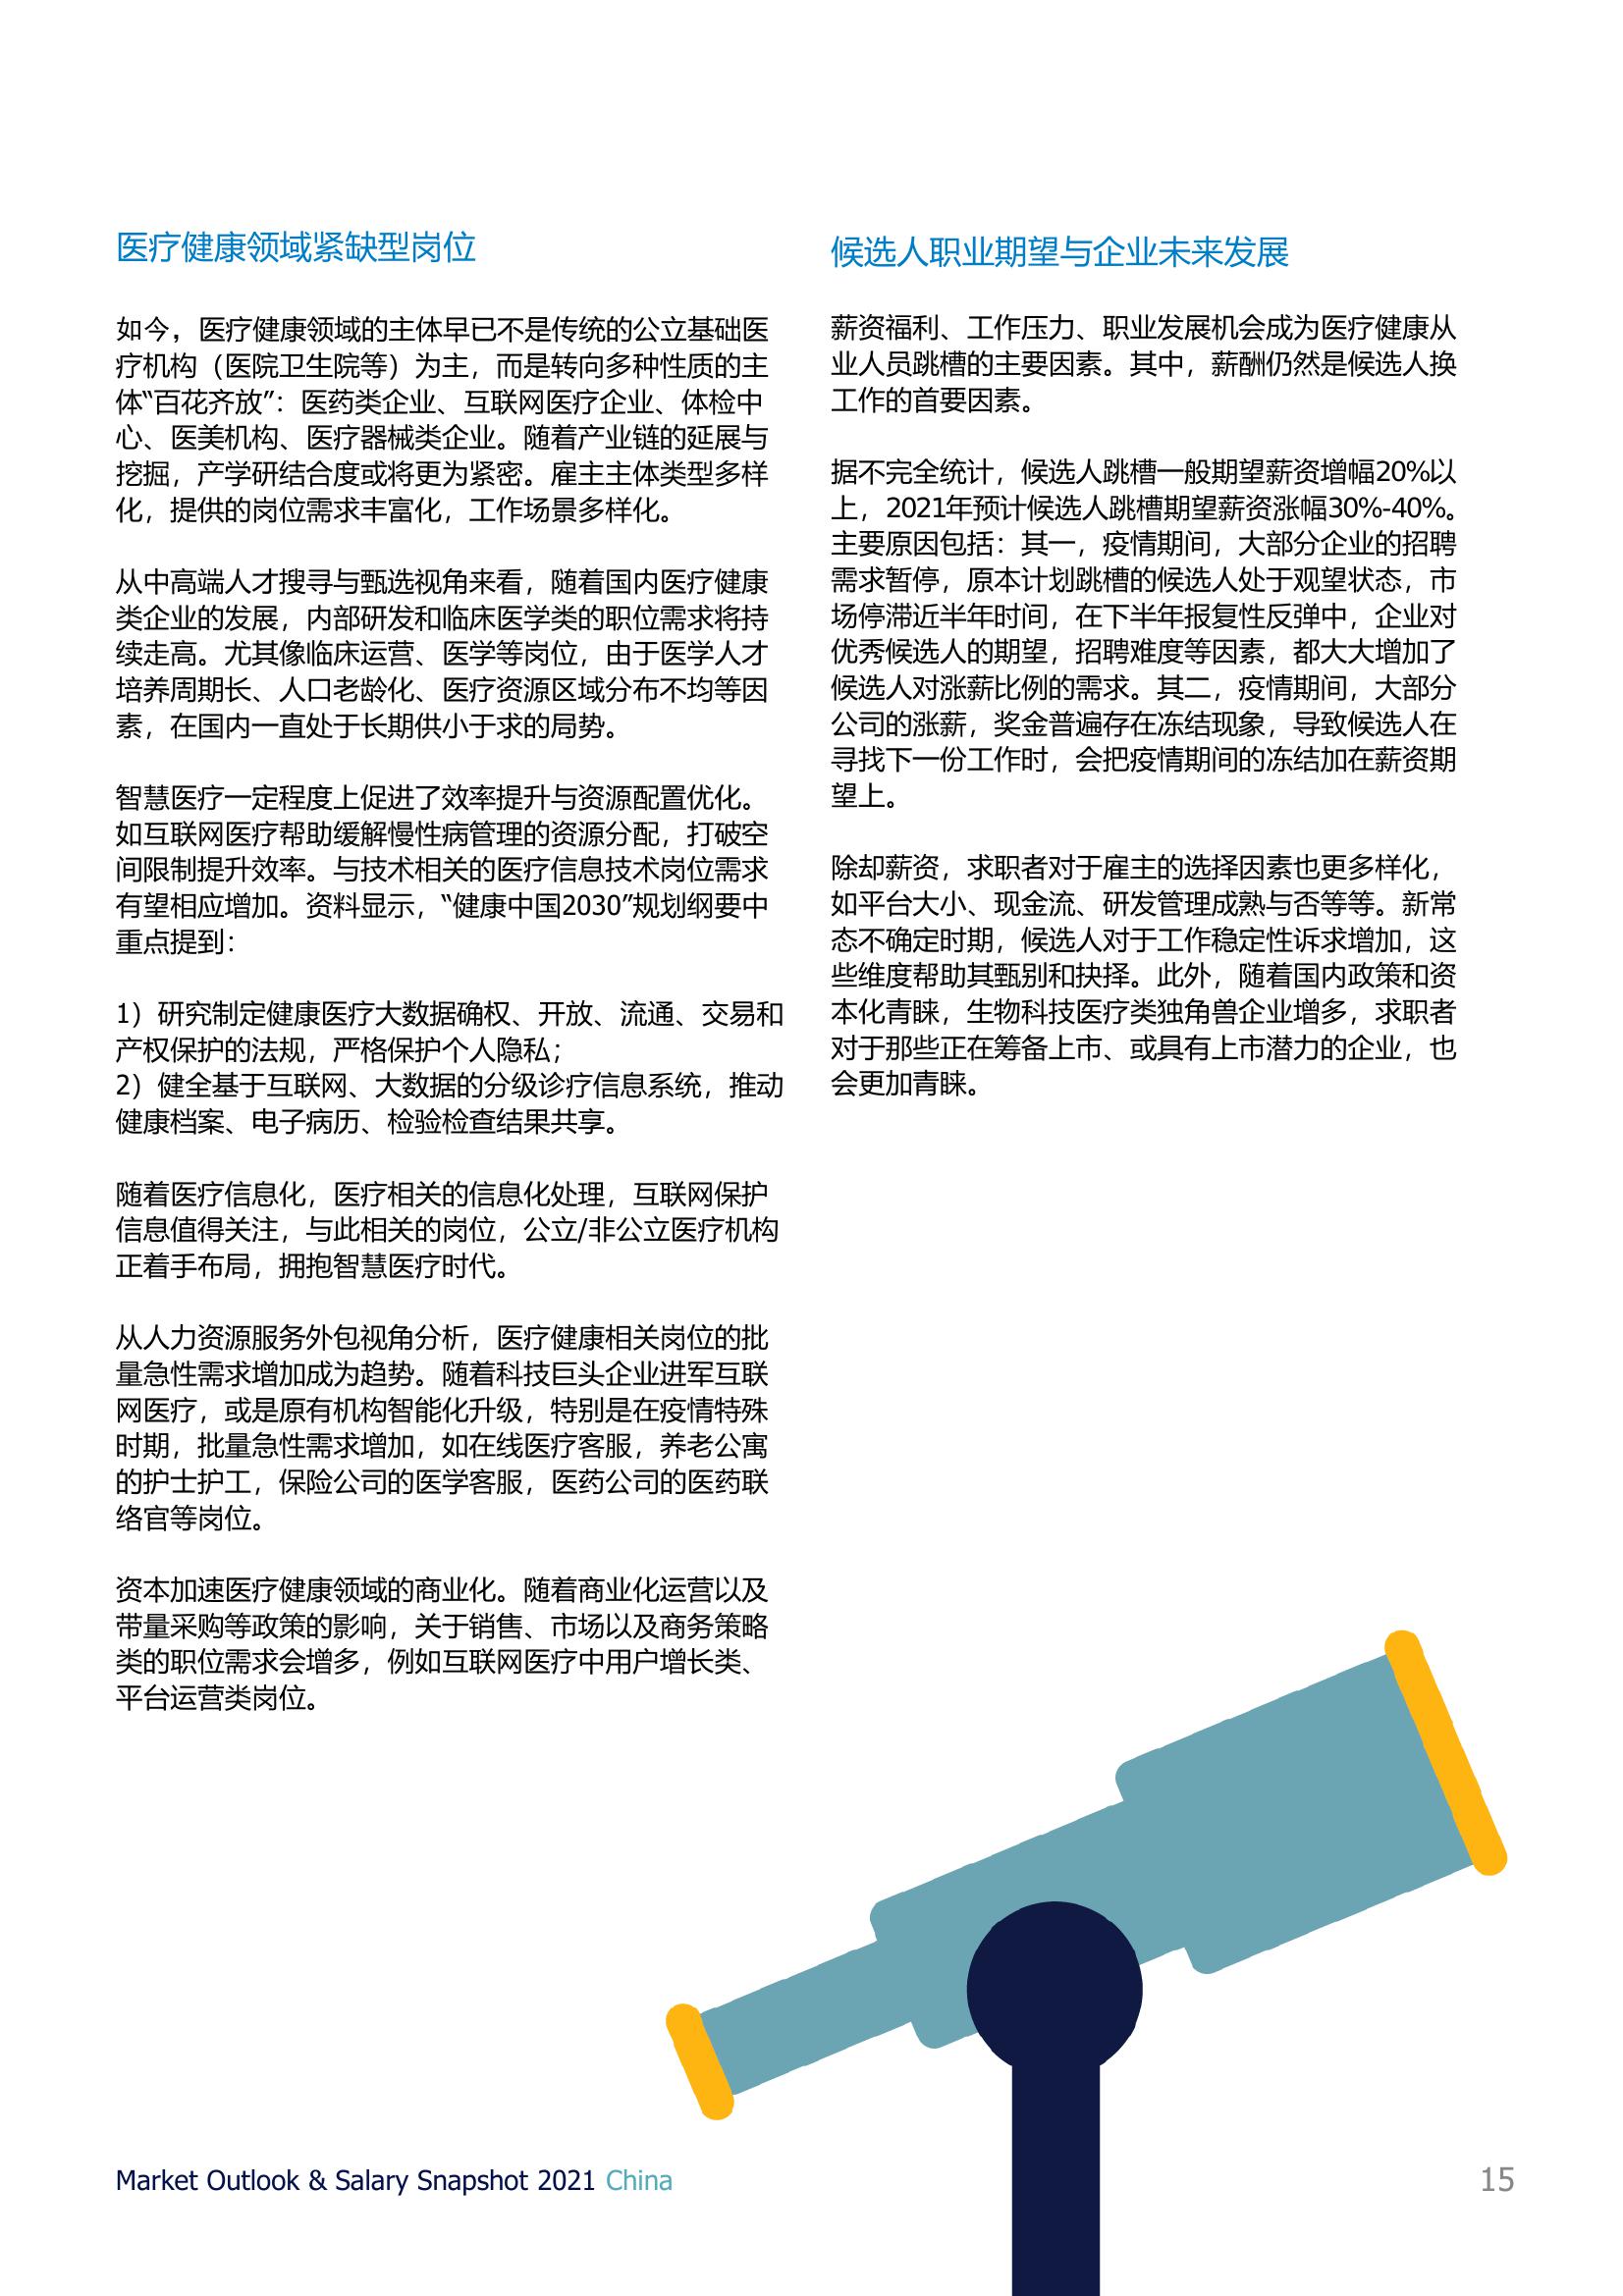 医疗健康领域紧缺型岗位
如今，医疗健康领域的主体早已不是传统的公立基础医
疗机构（医院卫生院等）为主，而是转向多种性质的主
体“百花齐放”：医药类企业、互联网医疗企业、体检中
心、医美机构、医疗器械类企业。随着产业链的延展与
挖掘，产学研结合度或将更为紧密。雇主主体类型多样
化，提供的岗位需求丰富化，工作场景多样化。
从中高端人才搜寻与甄选视角来看，随着国内医疗健康
类企业的发展，内部研发和临床医学类的职位需求将持
续走高。尤其像临床运营、医学等岗位，由于医学人才
培养周期长、人口老龄化、医疗资源区域分布不均等因
素，在国内一直处于长期供小于求的局势。
智慧医疗一定程度上促进了效率提升与资源配置优化。
如互联网医疗帮助缓解慢性病管理的资源分配，打破空
间限制提升效率。与技术相关的医疗信息技术岗位需求
有望相应增加。资料显示，“健康中国2030”规划纲要中
重点提到：
1）研究制定健康医疗大数据确权、开放、流通、交易和
产权保护的法规，严格保护个人隐私；
2）健全基于互联网、大数据的分级诊疗信息系统，推动
健康档案、电子病历、检验检查结果共享。
随着医疗信息化，医疗相关的信息化处理，互联网保护
信息值得关注，与此相关的岗位，公立/非公立医疗机构
正着手布局，拥抱智慧医疗时代。
从人力资源服务外包视角分析，医疗健康相关岗位的批
量急性需求增加成为趋势。随着科技巨头企业进军互联
网医疗，或是原有机构智能化升级，特别是在疫情特殊
时期，批量急性需求增加，如在线医疗客服，养老公寓
的护士护工，保险公司的医学客服，医药公司的医药联
络官等岗位。
资本加速医疗健康领域的商业化。随着商业化运营以及
带量采购等政策的影响，关于销售、市场以及商务策略
类的职位需求会增多，例如互联网医疗中用户增长类、
平台运营类岗位。
候选人职业期望与企业未来发展
薪资福利、工作压力、职业发展机会成为医疗健康从
业人员跳槽的主要因素。其中，薪酬仍然是候选人换
工作的首要因素。
据不完全统计，候选人跳槽一般期望薪资增幅20%以
上，2021年预计候选人跳槽期望薪资涨幅30%-40%。
主要原因包括：其一，疫情期间，大部分企业的招聘
需求暂停，原本计划跳槽的候选人处于观望状态，市
场停滞近半年时间，在下半年报复性反弹中，企业对
优秀候选人的期望，招聘难度等因素，都大大增加了
候选人对涨薪比例的需求。其二，疫情期间，大部分
公司的涨薪，奖金普遍存在冻结现象，导致候选人在
寻找下一份工作时，会把疫情期间的冻结加在薪资期
望上。
除却薪资，求职者对于雇主的选择因素也更多样化，
如平台大小、现金流、研发管理成熟与否等等。新常
态不确定时期，候选人对于工作稳定性诉求增加，这
些维度帮助其甄别和抉择。此外，随着国内政策和资
本化青睐，生物科技医疗类独角兽企业增多，求职者
对于那些正在筹备上市、或具有上市潜力的企业，也
会更加青睐。
Market Outlook & Salary Snapshot 2021 China
15